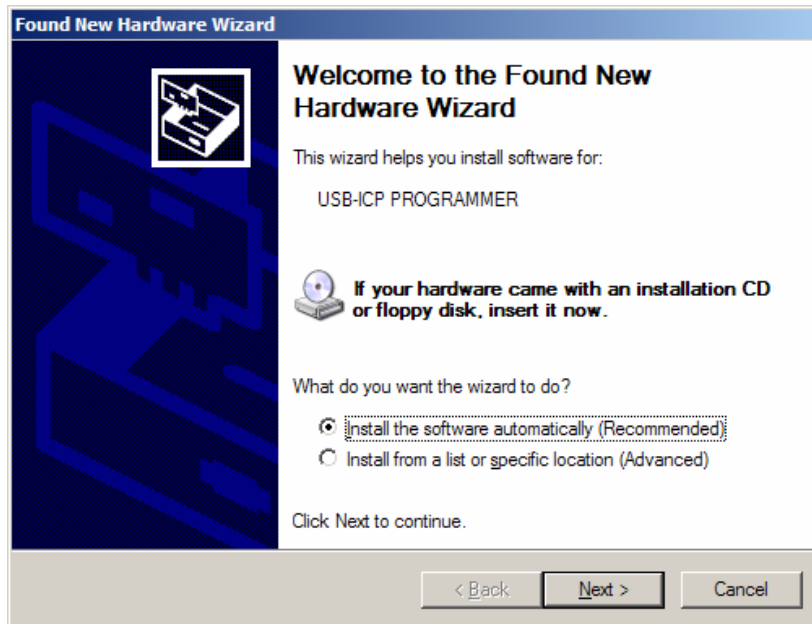 Found New Hardware Wizard
Welcome to the Found New
Hardware Wizard
This wizard helps you install software for:
USB-ICP PROGRAMMER
If your hardware came with an installation CD
or floppy disk, insert it now.
What do you want the wizard to do?
Install the software automatically (Recommended)
Install from a list or specific location (Advanced)
Click Next to continue.
< Back Next > Cancel